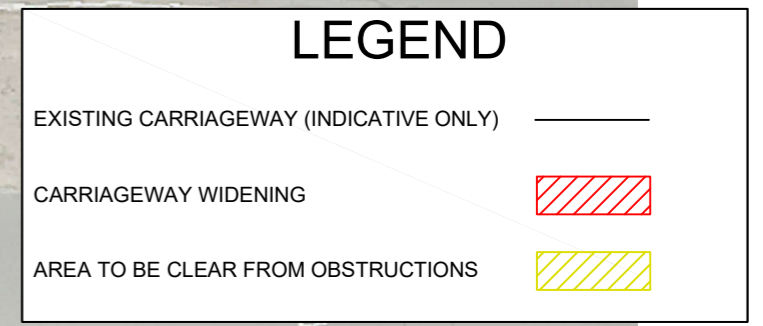 LEGEND
EXISTING CARRIAGEWAY (INDICATIVE ONLY)
CARRIAGEWAY WIDENING
AREA TO BE CLEAR FROM OBSTRUCTIONS